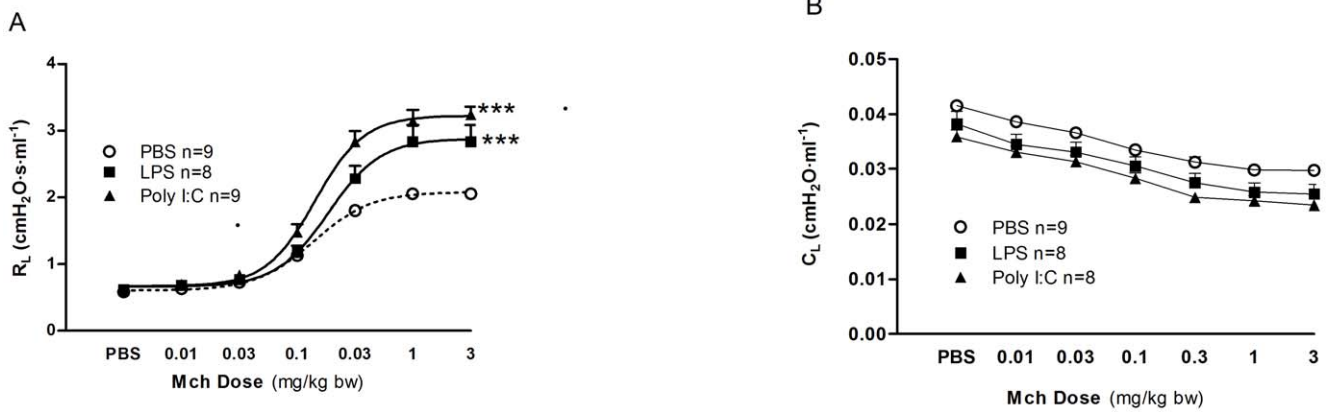 A
R_L (cmH₂O·s·ml⁻¹)
4
3
2
1
0
***
***
PBS n=9
LPS n=8
Poly I:C n=9
PBS 0.01 0.03 0.1 0.03 1 3
Mch Dose (mg/kg bw)
B
C_L (cmH₂O·ml⁻¹)
0.05
0.04
0.03
0.02
0.01
0.00
PBS n=9
LPS n=8
Poly I:C n=8
PBS 0.01 0.03 0.1 0.3 1 3
Mch Dose (mg/kg bw)